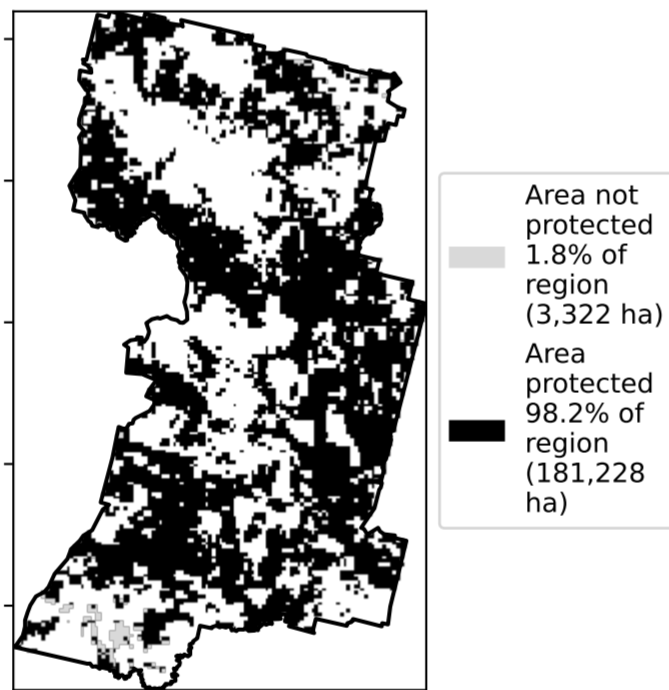 Area not
protected
1.8% of
region
(3,322 ha)
Area
protected
98.2% of
region
(181,228
ha)